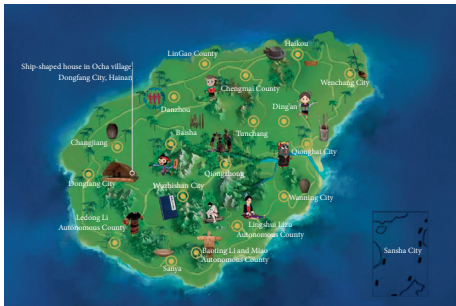 Haikou
LinGao County
Ship-shaped house in Ocha village
Dongfang City, Hainan
Wenchang City
Chengmai County
Danzhou
Ding'an
Baisha
Tunchang
Changjiang
Qionghai City
Qiongzhong
Dongfang City
Wuzhishan City
Wanning City
Ledong Li
Autonomous County
Lingshui Lizu
Autonomous County
Baoting Li and Miao
Autonomous County
Sanya
Sansha City